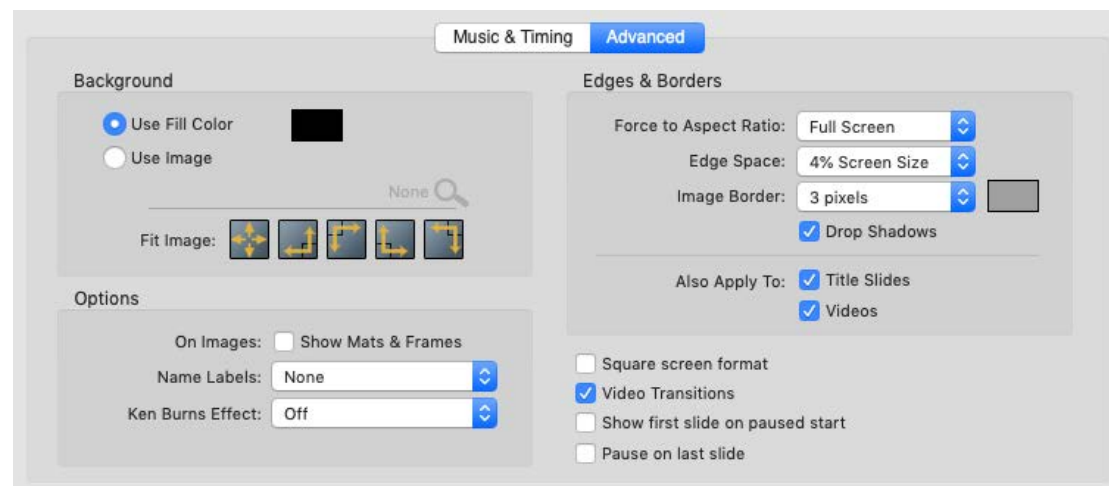 Music & Timing
Advanced
Background
Use Fill Color
Use Image
None
Fit Image:
Options
On Images: Show Mats & Frames
Name Labels: None
Ken Burns Effect: Off
Edges & Borders
Force to Aspect Ratio: Full Screen
Edge Space: 4% Screen Size
Image Border: 3 pixels
Drop Shadows
Also Apply To: Title Slides
Videos
Square screen format
Video Transitions
Show first slide on paused start
Pause on last slide